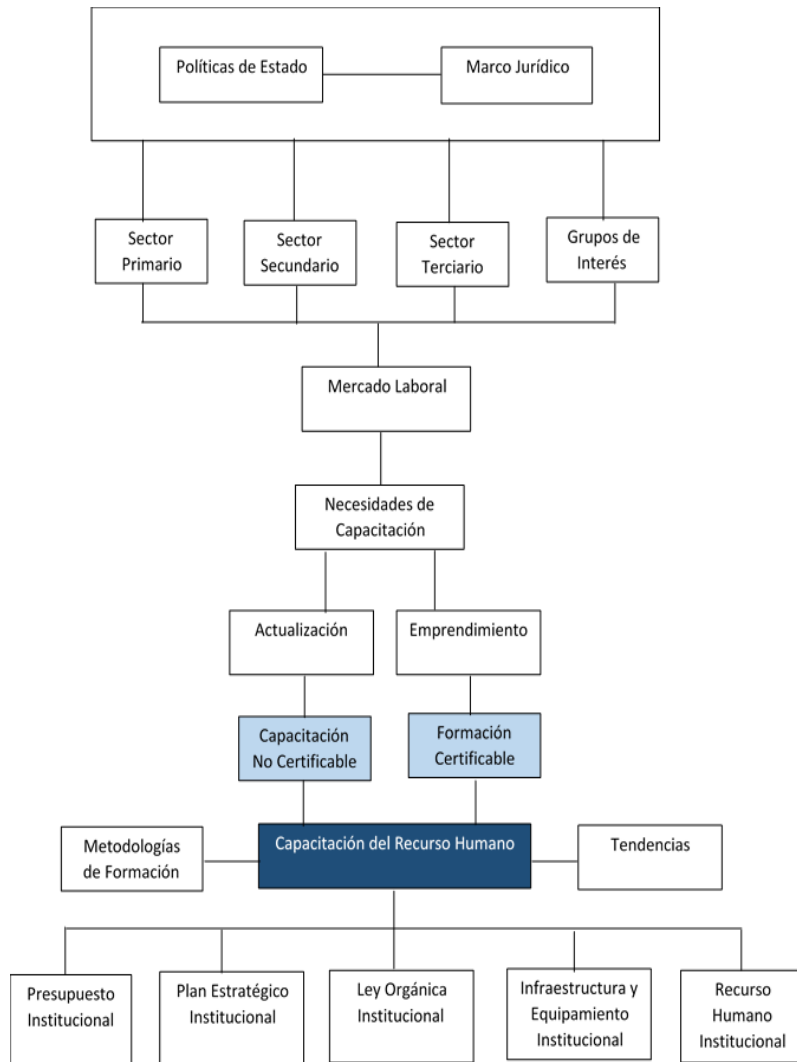 Políticas de Estado
Marco Jurídico
Sector
Primario
Sector
Secundario
Sector
Terciario
Grupos de
Interés
Mercado Laboral
Necesidades de
Capacitación
Actualización
Emprendimiento
Capacitación
No Certificable
Formación
Certificable
Metodologías
de Formación
Capacitación del Recurso Humano
Tendencias
Presupuesto
Institucional
Plan Estratégico
Institucional
Ley Orgánica
Institucional
Infraestructura y
Equipamiento
Institucional
Recurso
Humano
Institucional